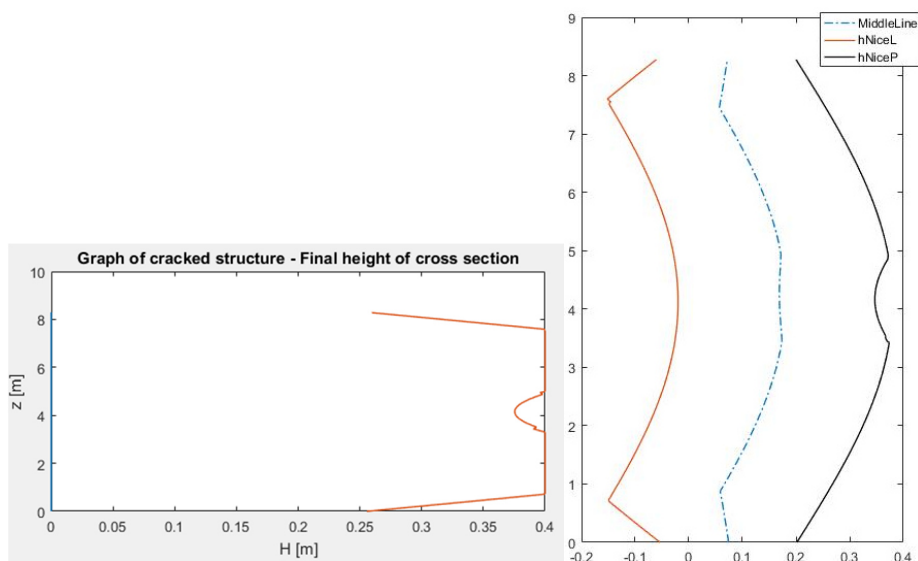 Graph of cracked structure - Final height of cross section
10
8
6
4
2
0
z [m]
0 0.05 0.1 0.15 0.2 0.25 0.3 0.35 0.4
H [m]
MiddleLine
hNiceL
hNiceP
9
8
7
6
5
4
3
2
1
0
-0.2 -0.1 0 0.1 0.2 0.3 0.4